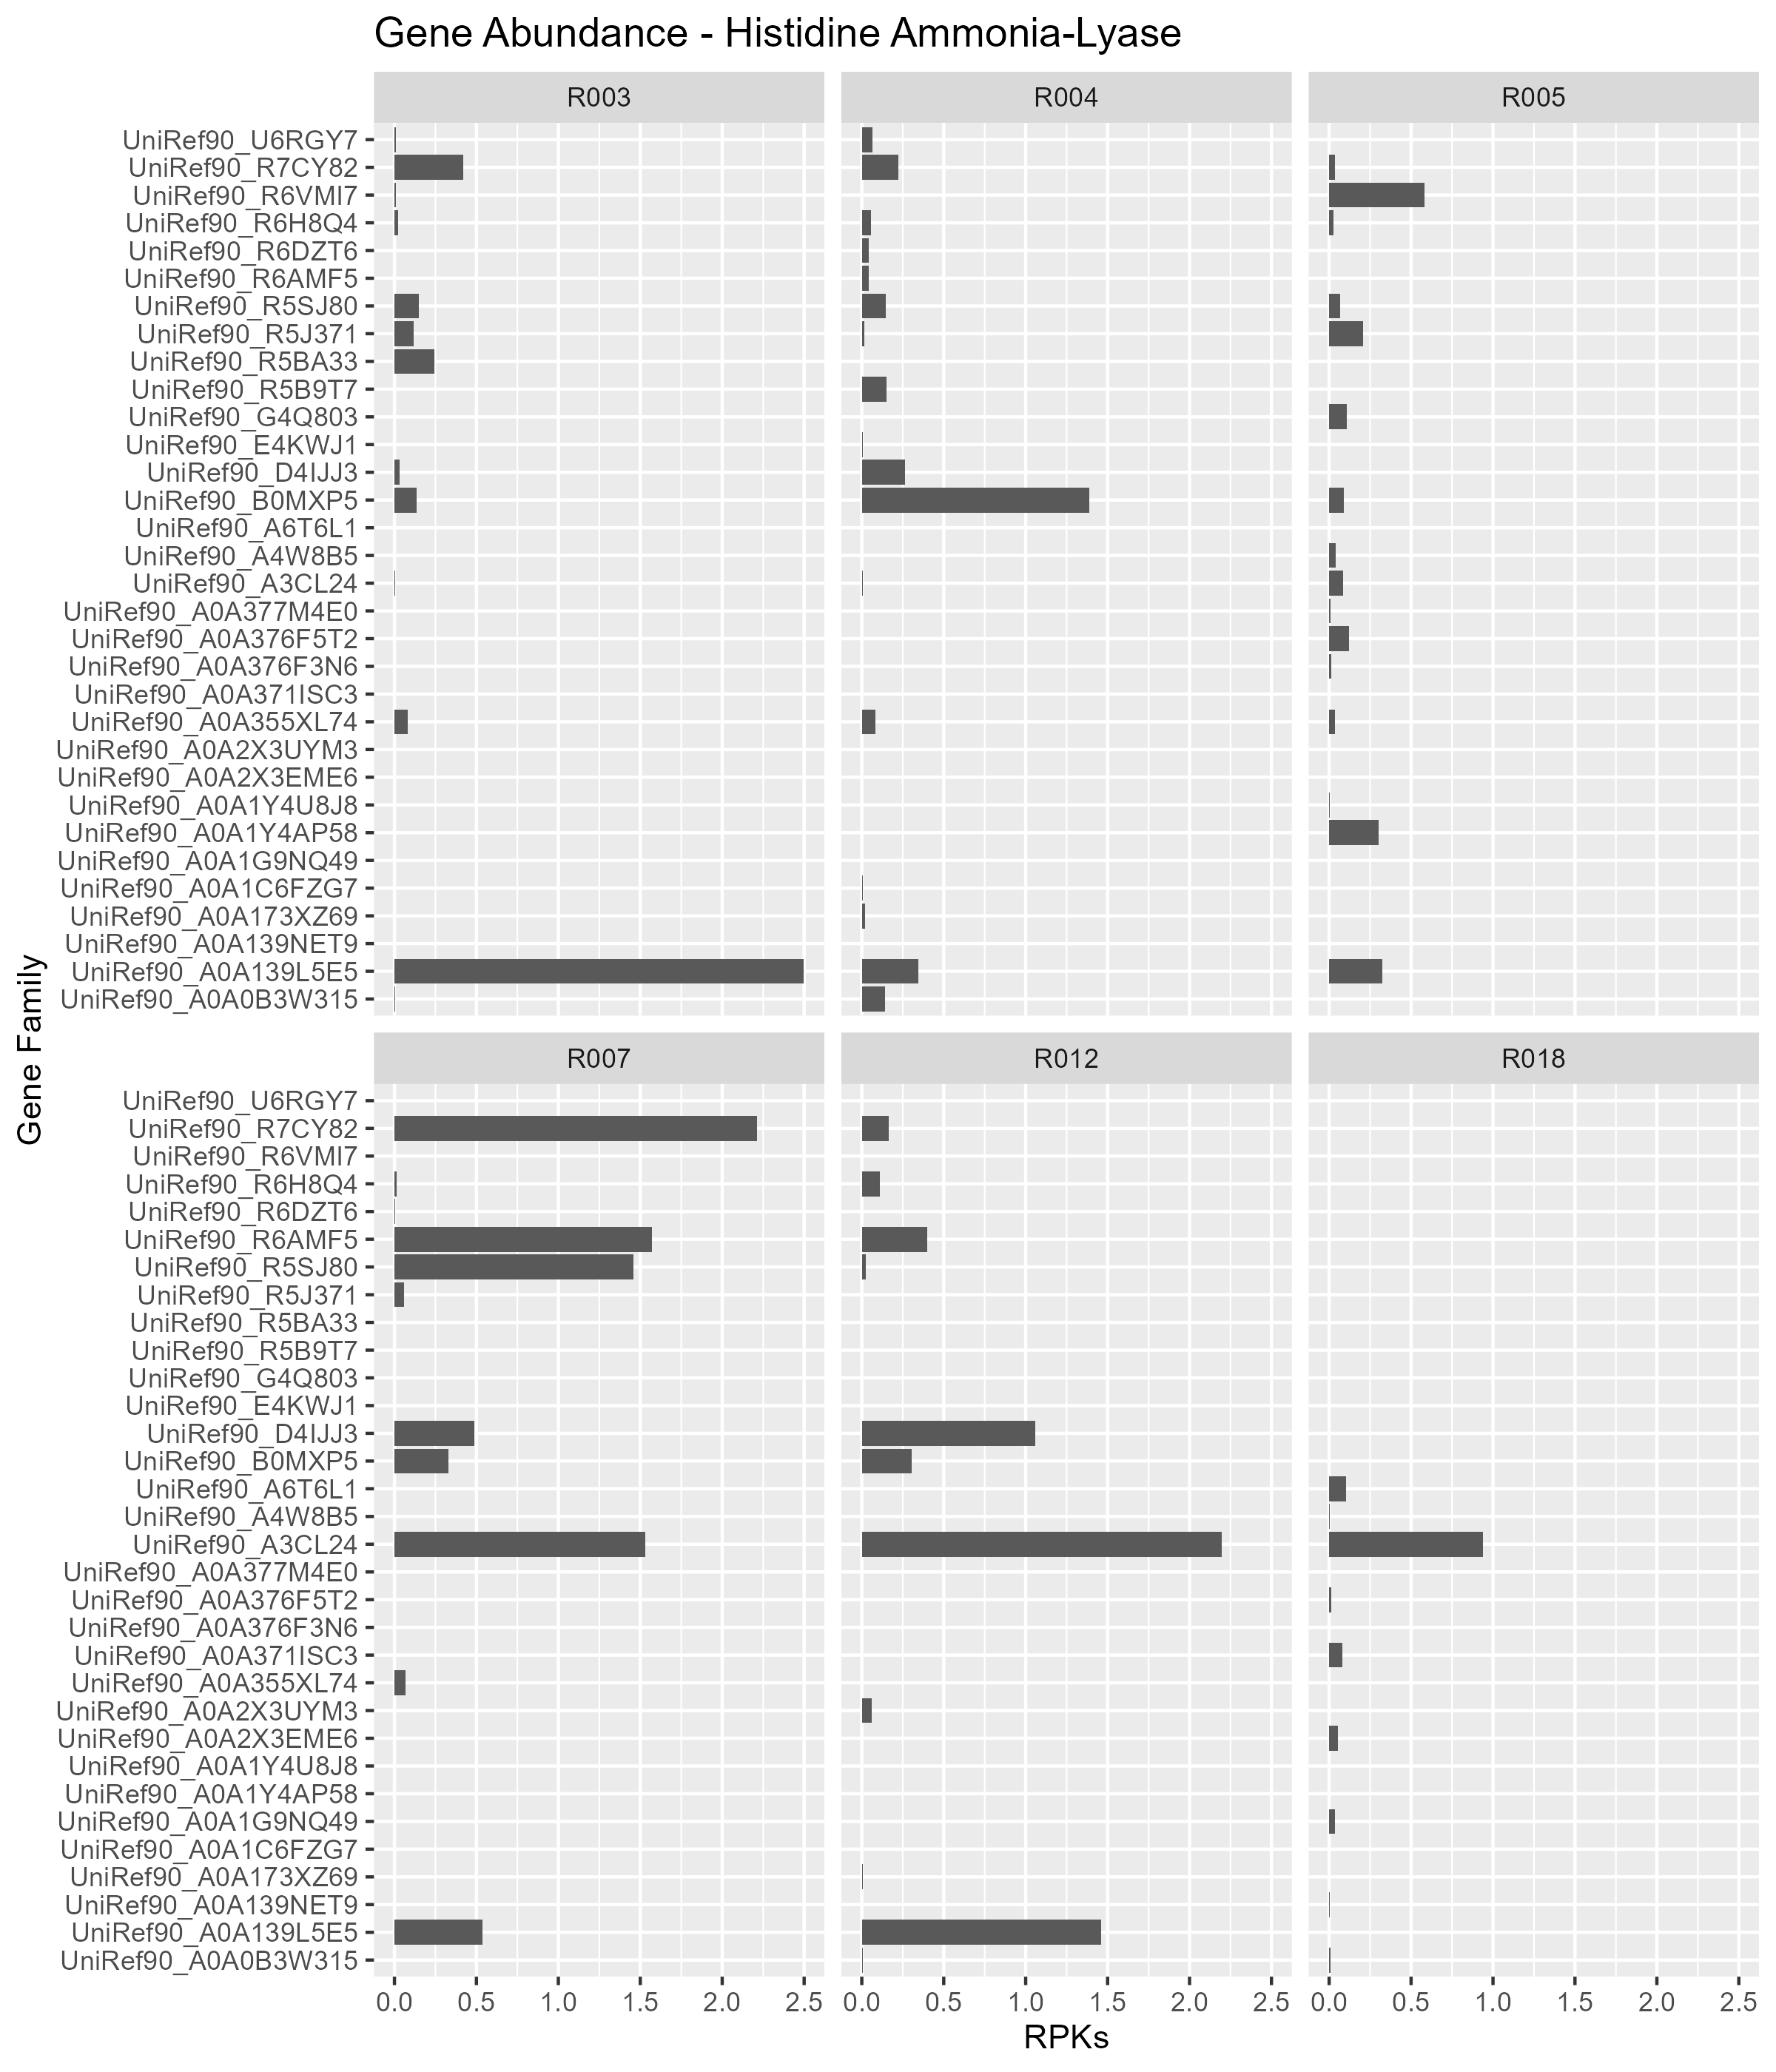 Gene Abundance - Histidine Ammonia-Lyase
R003
R004
R005
UniRef90_U6RGY7
UniRef90_R7CY82
UniRef90_R6VMI7
UniRef90_R6H8Q4
UniRef90_R6DZT6
UniRef90_R6AMF5
UniRef90_R5SJ80
UniRef90_R5J371
UniRef90_R5BA33
UniRef90_R5B9T7
UniRef90_G4Q803
UniRef90_E4KWJ1
UniRef90_D4IJJ3
UniRef90_B0MXP5
UniRef90_A6T6L1
UniRef90_A4W8B5
UniRef90_A3CL24
UniRef90_A0A377M4E0
UniRef90_A0A376F5T2
UniRef90_A0A376F3N6
UniRef90_A0A371ISC3
UniRef90_A0A355XL74
UniRef90_A0A2X3UYM3
UniRef90_A0A2X3EME6
UniRef90_A0A1Y4U8J8
UniRef90_A0A1Y4AP58
UniRef90_A0A1G9NQ49
UniRef90_A0A1C6FZG7
UniRef90_A0A173XZ69
UniRef90_A0A139NET9
UniRef90_A0A139L5E5
UniRef90_A0A0B3W315
Gene Family
R007
R012
R018
UniRef90_U6RGY7
UniRef90_R7CY82
UniRef90_R6VMI7
UniRef90_R6H8Q4
UniRef90_R6DZT6
UniRef90_R6AMF5
UniRef90_R5SJ80
UniRef90_R5J371
UniRef90_R5BA33
UniRef90_R5B9T7
UniRef90_G4Q803
UniRef90_E4KWJ1
UniRef90_D4IJJ3
UniRef90_B0MXP5
UniRef90_A6T6L1
UniRef90_A4W8B5
UniRef90_A3CL24
UniRef90_A0A377M4E0
UniRef90_A0A376F5T2
UniRef90_A0A376F3N6
UniRef90_A0A371ISC3
UniRef90_A0A355XL74
UniRef90_A0A2X3UYM3
UniRef90_A0A2X3EME6
UniRef90_A0A1Y4U8J8
UniRef90_A0A1Y4AP58
UniRef90_A0A1G9NQ49
UniRef90_A0A1C6FZG7
UniRef90_A0A173XZ69
UniRef90_A0A139NET9
UniRef90_A0A139L5E5
UniRef90_A0A0B3W315
0.0 0.5 1.0 1.5 2.0 2.5 0.0 0.5 1.0 1.5 2.0 2.5 0.0 0.5 1.0 1.5 2.0 2.5
RPKs